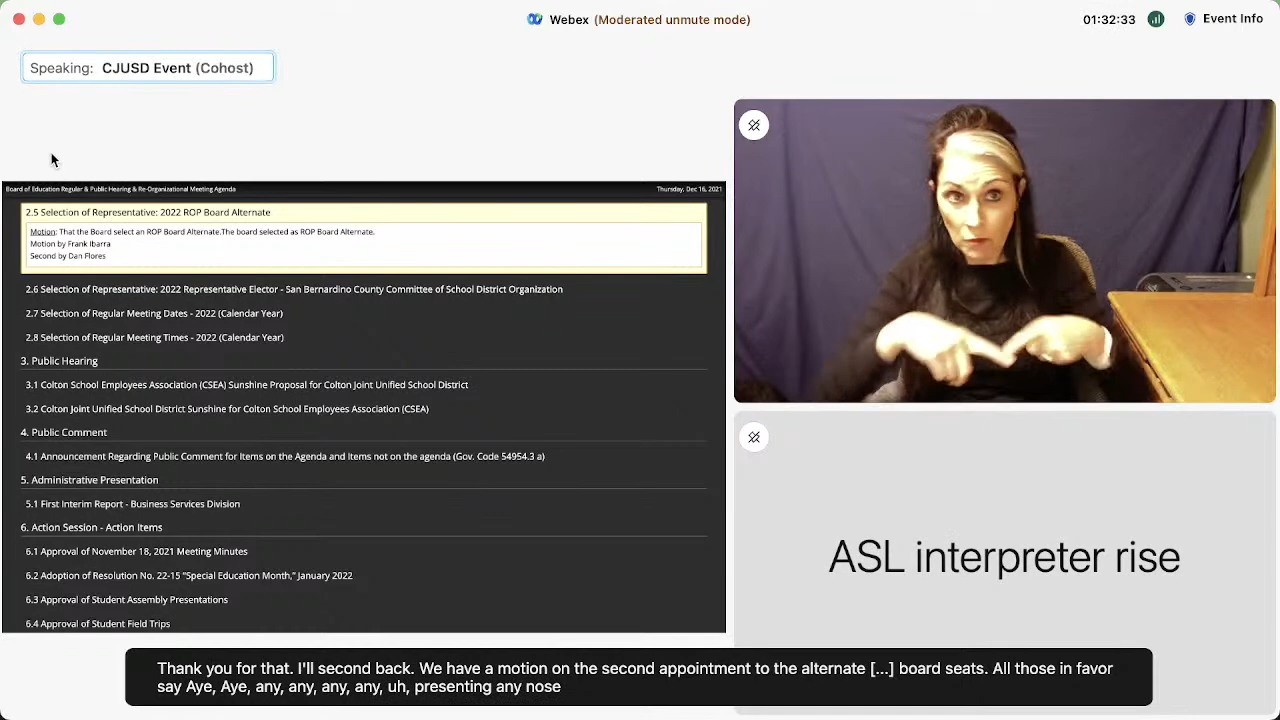 Webex (Moderated unmute mode)
01:32:33
Event Info
Speaking: CJUSD Event (Cohost)
Board of Education Regular & Public Hearing & Re-Organizational Meeting Agenda
Thursday, Dec 16, 2021
2.5 Selection of Representative: 2022 ROP Board Alternate
Motion: That the Board select an ROP Board Alternate.The board selected as ROP Board Alternate.
Motion by Frank Ibarra
Second by Dan Flores
2.6 Selection of Representative: 2022 Representative Elector - San Bernardino County Committee of School District Organization
2.7 Selection of Regular Meeting Dates - 2022 (Calendar Year)
2.8 Selection of Regular Meeting Times - 2022 (Calendar Year)
3. Public Hearing
3.1 Colton School Employees Association (CSEA) Sunshine Proposal for Colton Joint Unified School District
3.2 Colton Joint Unified School District Sunshine for Colton School Employees Association (CSEA)
4. Public Comment
4.1 Announcement Regarding Public Comment for Items on the Agenda and Items not on the agenda (Gov. Code 54954.3 a)
5. Administrative Presentation
5.1 First Interim Report - Business Services Division
6. Action Session - Action Items
6.1 Approval of November 18, 2021 Meeting Minutes
6.2 Adoption of Resolution No. 22-15 "Special Education Month," January 2022
6.3 Approval of Student Assembly Presentations
6.4 Approval of Student Field Trips
ASL interpreter rise
Thank you for that. I'll second back. We have a motion on the second appointment to the alternate [...] board seats. All those in favor
say Aye, Aye, any, any, any, any, uh, presenting any nose